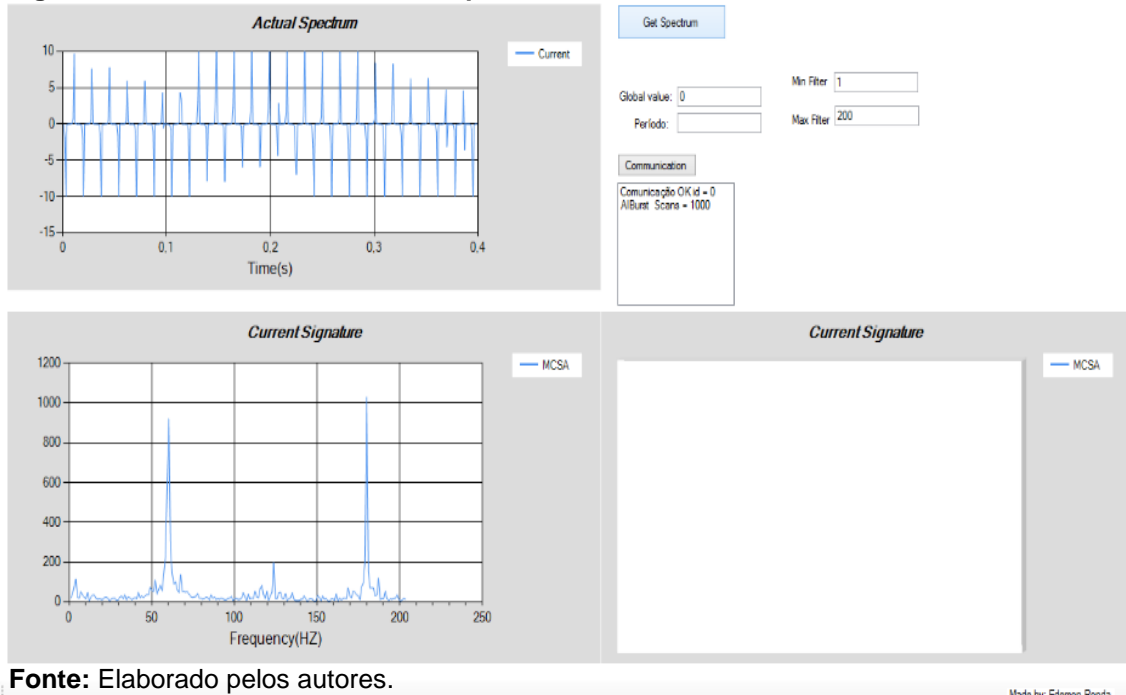 Actual Spectrum
Current
10
5
0
-5
-10
-15
0
0,1
0,2
0,3
0,4
Time(s)
Get Spectrum
Global value: 0
Período:
Min Filter 1
Max Filter 200
Communication
Comunicação OK id = 0
AIBurst Scans = 1000
Current Signature
MCSA
1200
1000
800
600
400
200
0
0
50
100
150
200
250
Frequency(HZ)
Current Signature
MCSA
Fonte: Elaborado pelos autores.
Made by: